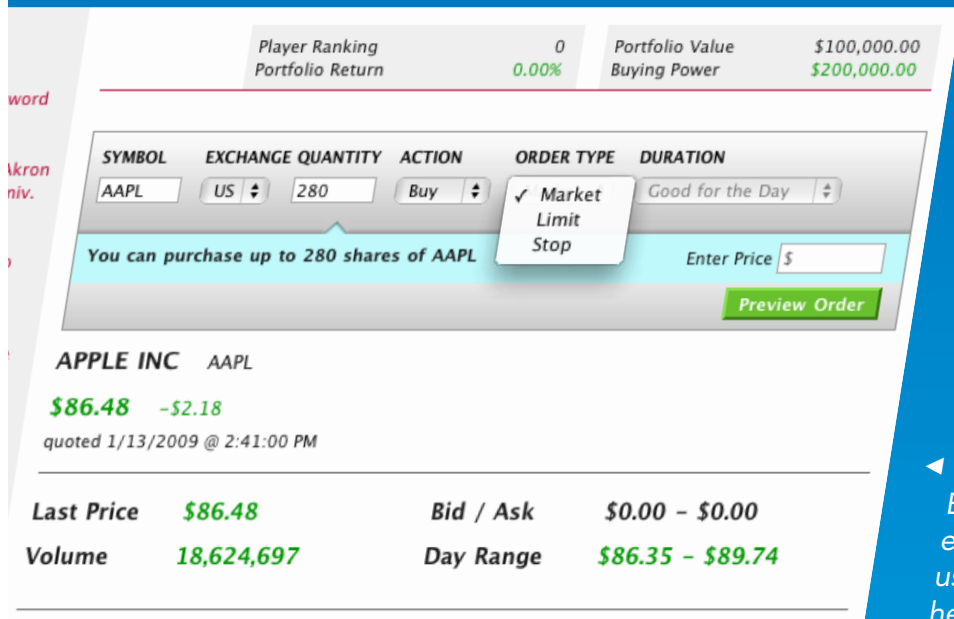 Player Ranking 0 Portfolio Value $100,000.00
Portfolio Return 0.00% Buying Power $200,000.00
word
SYMBOL EXCHANGE QUANTITY ACTION ORDER TYPE DURATION
Akron
AAPL US 280 Buy ✓ Market Good for the Day
niv.
Limit
Stop
You can purchase up to 280 shares of AAPL Enter Price $
Preview Order
APPLE INC AAPL
$86.48 -$2.18
quoted 1/13/2009 @ 2:41:00 PM
Last Price $86.48 Bid / Ask $0.00 - $0.00
Volume 18,624,697 Day Range $86.35 - $89.74